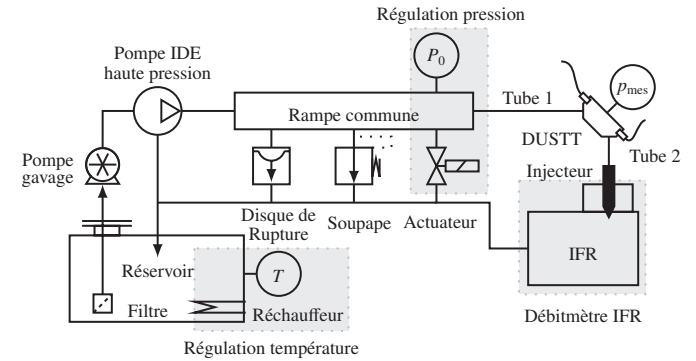 Régulation pression
Pompe IDE
haute pression
P0
pmes
Rampe commune
Tube 1
DUSTT
Tube 2
Pompe
gavage
Injecteur
Disque de
Rupture
Soupape
Actuateur
IFR
Réservoir
T
Filtre
Réchauffeur
Débitmètre IFR
Régulation température